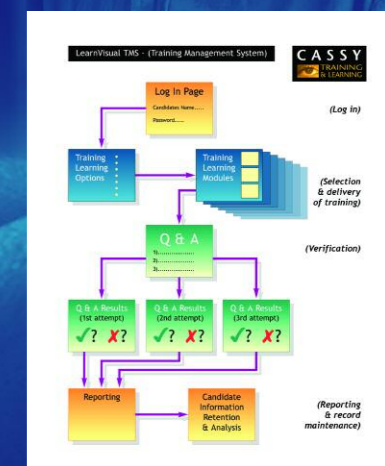 LearnVisual TMS - (Training Management System)
CASSY
TRAINING
& LEARNING
Log In Page
Candidates Name.....
Password.....
(Log in)
Training
Learning
Options
Training
Learning
Modules
(Selection
& delivery
of training)
Q & A
1)..................
2)..................
3)..................
(Verification)
Q & A Results
(1st attempt)
✓? ✗?
Q & A Results
(2nd attempt)
✓? ✗?
Q & A Results
(3rd attempt)
✓? ✗?
Reporting
Candidate
Information
Retention
& Analysis
(Reporting
& record
maintenance)